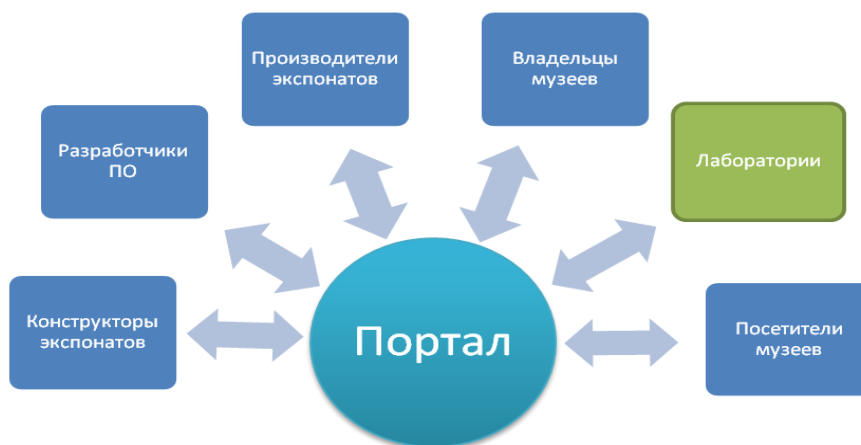 Производители
экспонатов
Владельцы
музеев
Разработчики
ПО
Лаборатории
Конструкторы
экспонатов
Портал
Посетители
музеев